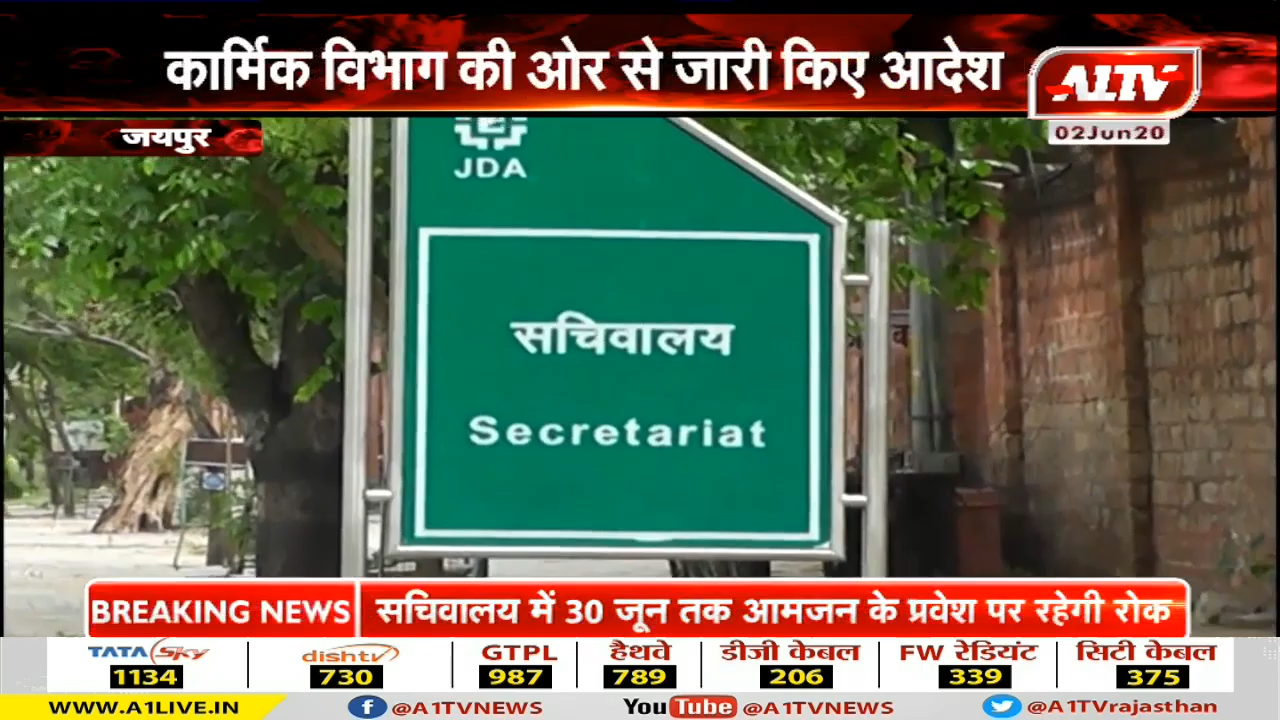 कार्मिक विभाग की ओर से जारी किए आदेश
A1TV
02Jun20
जयपुर
JDA
सचिवालय
Secretariat
BREAKING NEWS
सचिवालय में 30 जून तक आमजन के प्रवेश पर रहेगी रोक
TATA Sky dishtv GTPL हैथवे डीजी केबल FW रेडियंट सिटी केबल
1134 730 987 789 206 339 375
WWW.A1LIVE.IN f @A1TVNEWS YouTube @A1TVNEWS @A1TVrajasthan